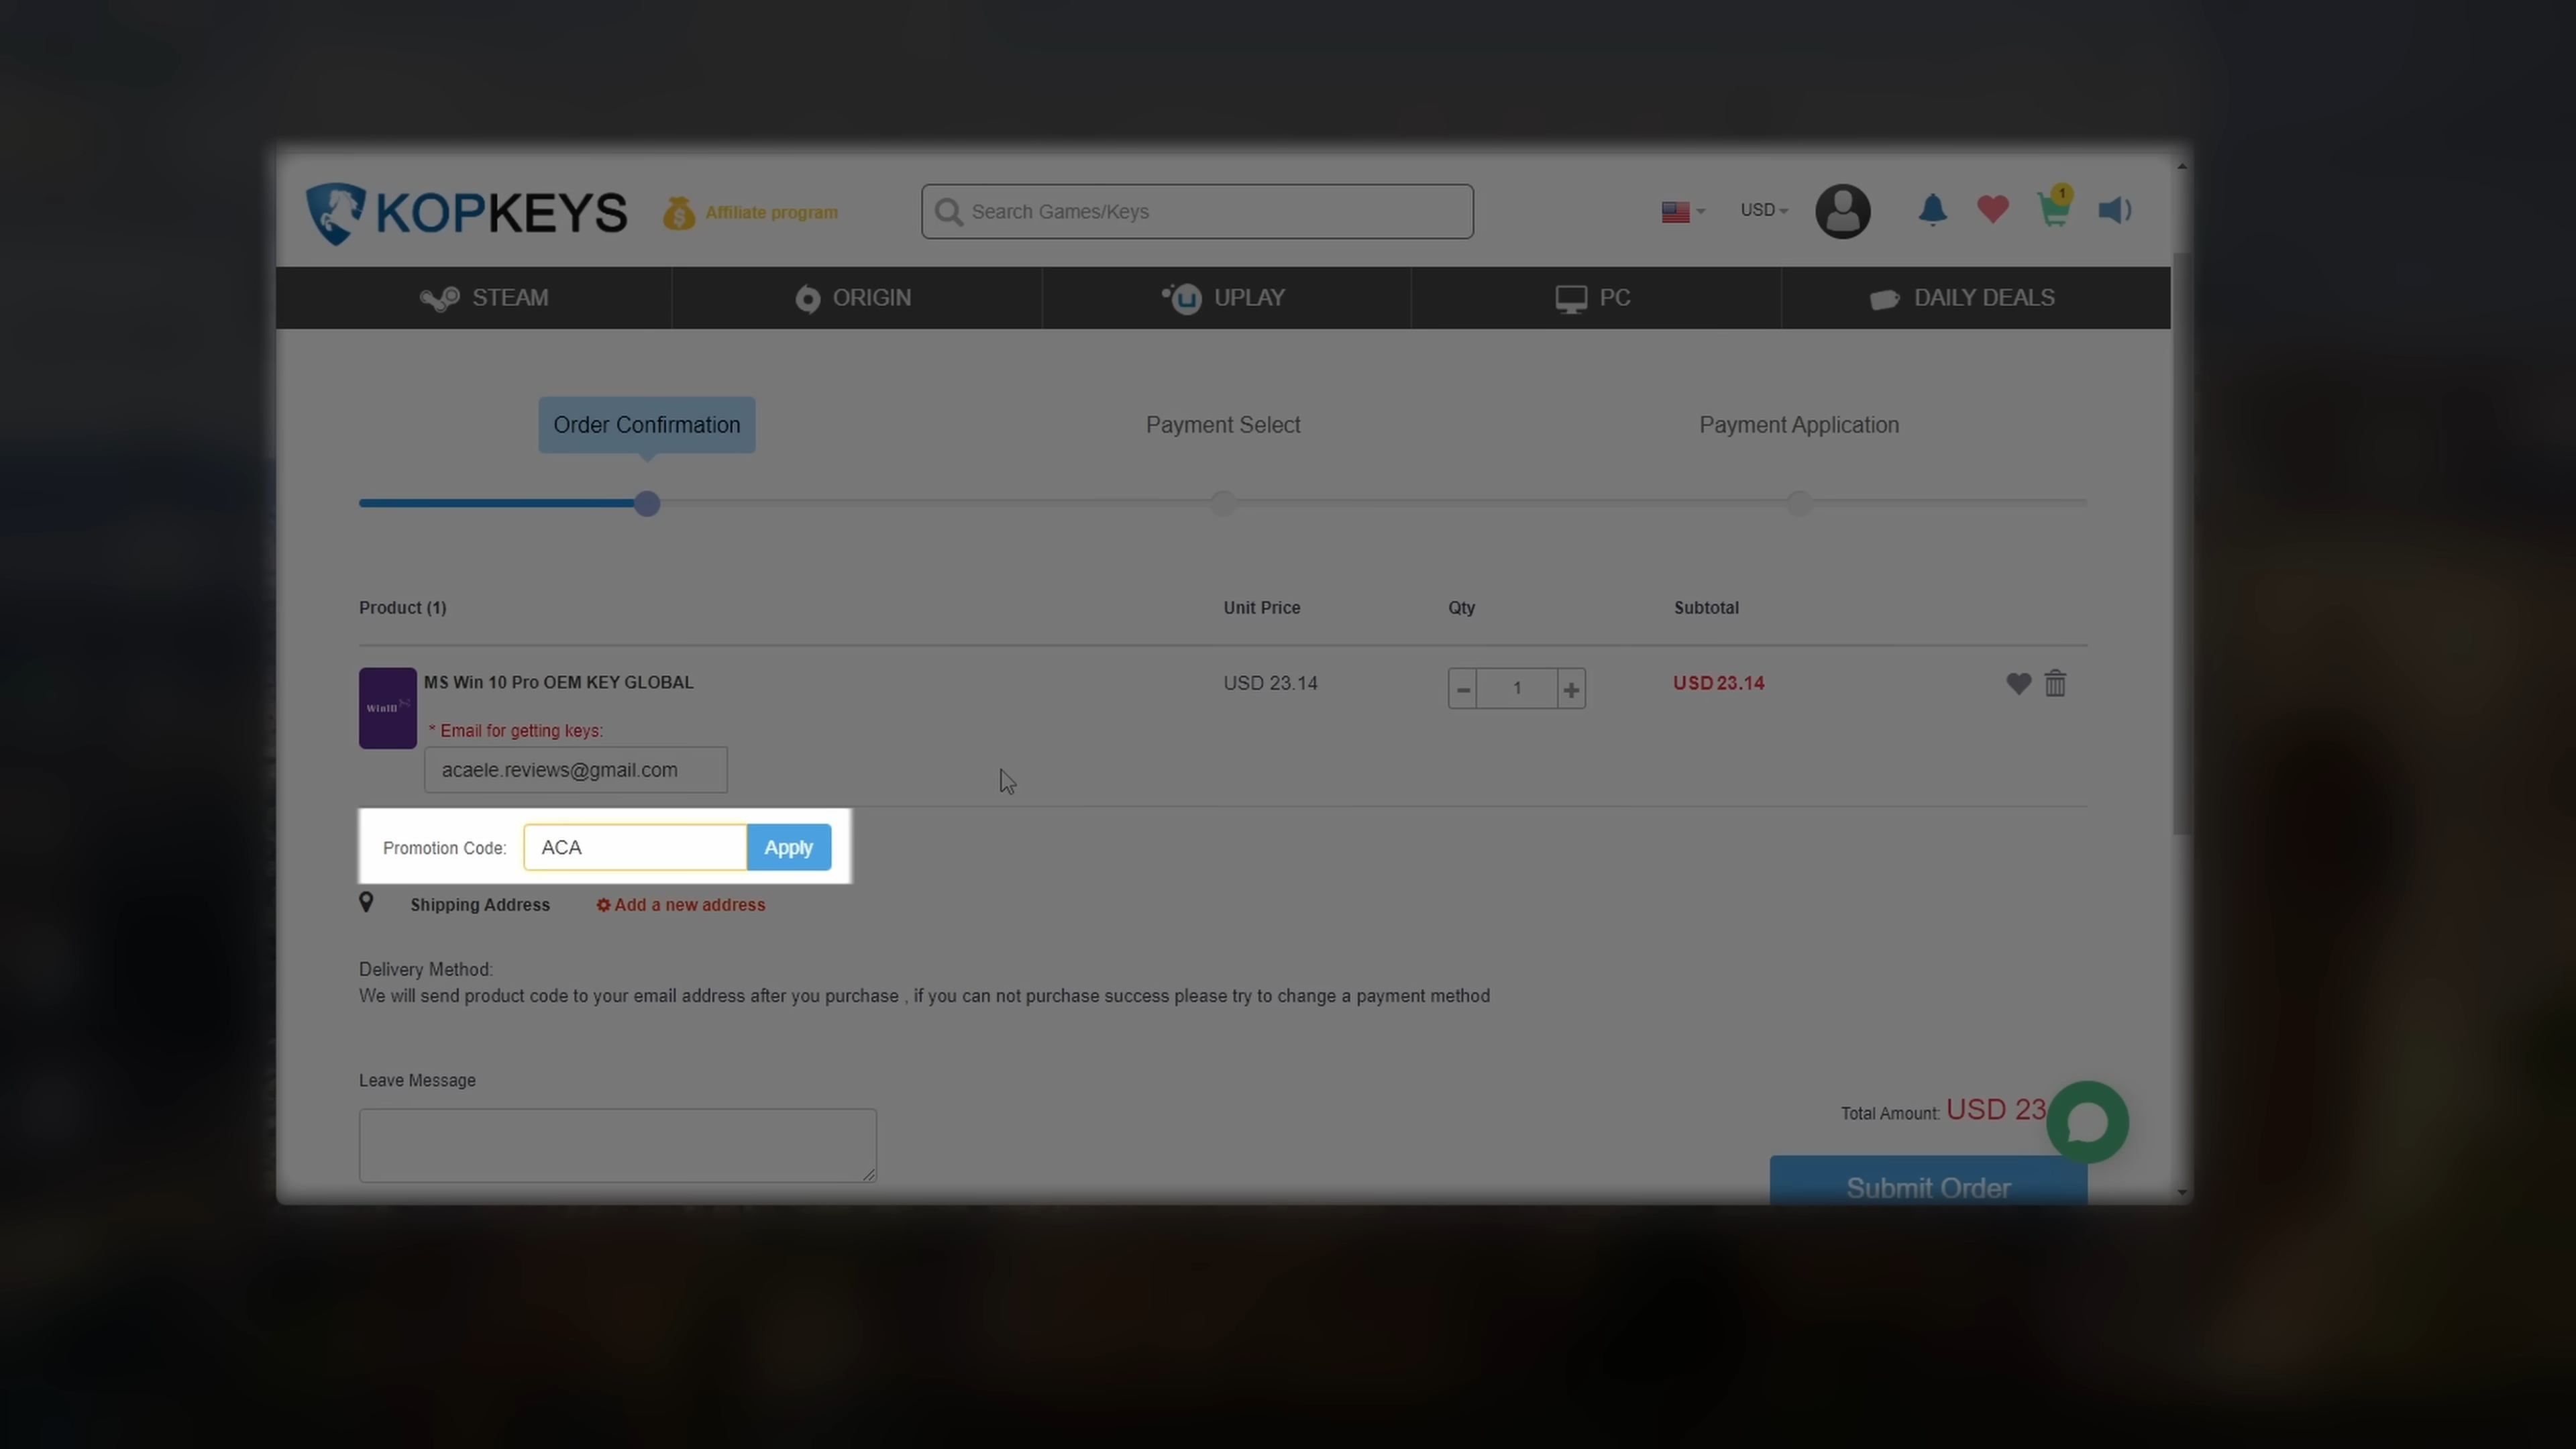 KOPKEYS Affiliate program Search Games/Keys USD 1
STEAM ORIGIN UPLAY PC DAILY DEALS
Order Confirmation Payment Select Payment Application
Product (1) Unit Price Qty Subtotal
MS Win 10 Pro OEM KEY GLOBAL USD 23.14 1 USD 23.14
Win10
* Email for getting keys:
acaele.reviews@gmail.com
Promotion Code: ACA Apply
Shipping Address Add a new address
Delivery Method:
We will send product code to your email address after you purchase , if you can not purchase success please try to change a payment method
Leave Message
Total Amount: USD 23
Submit Order